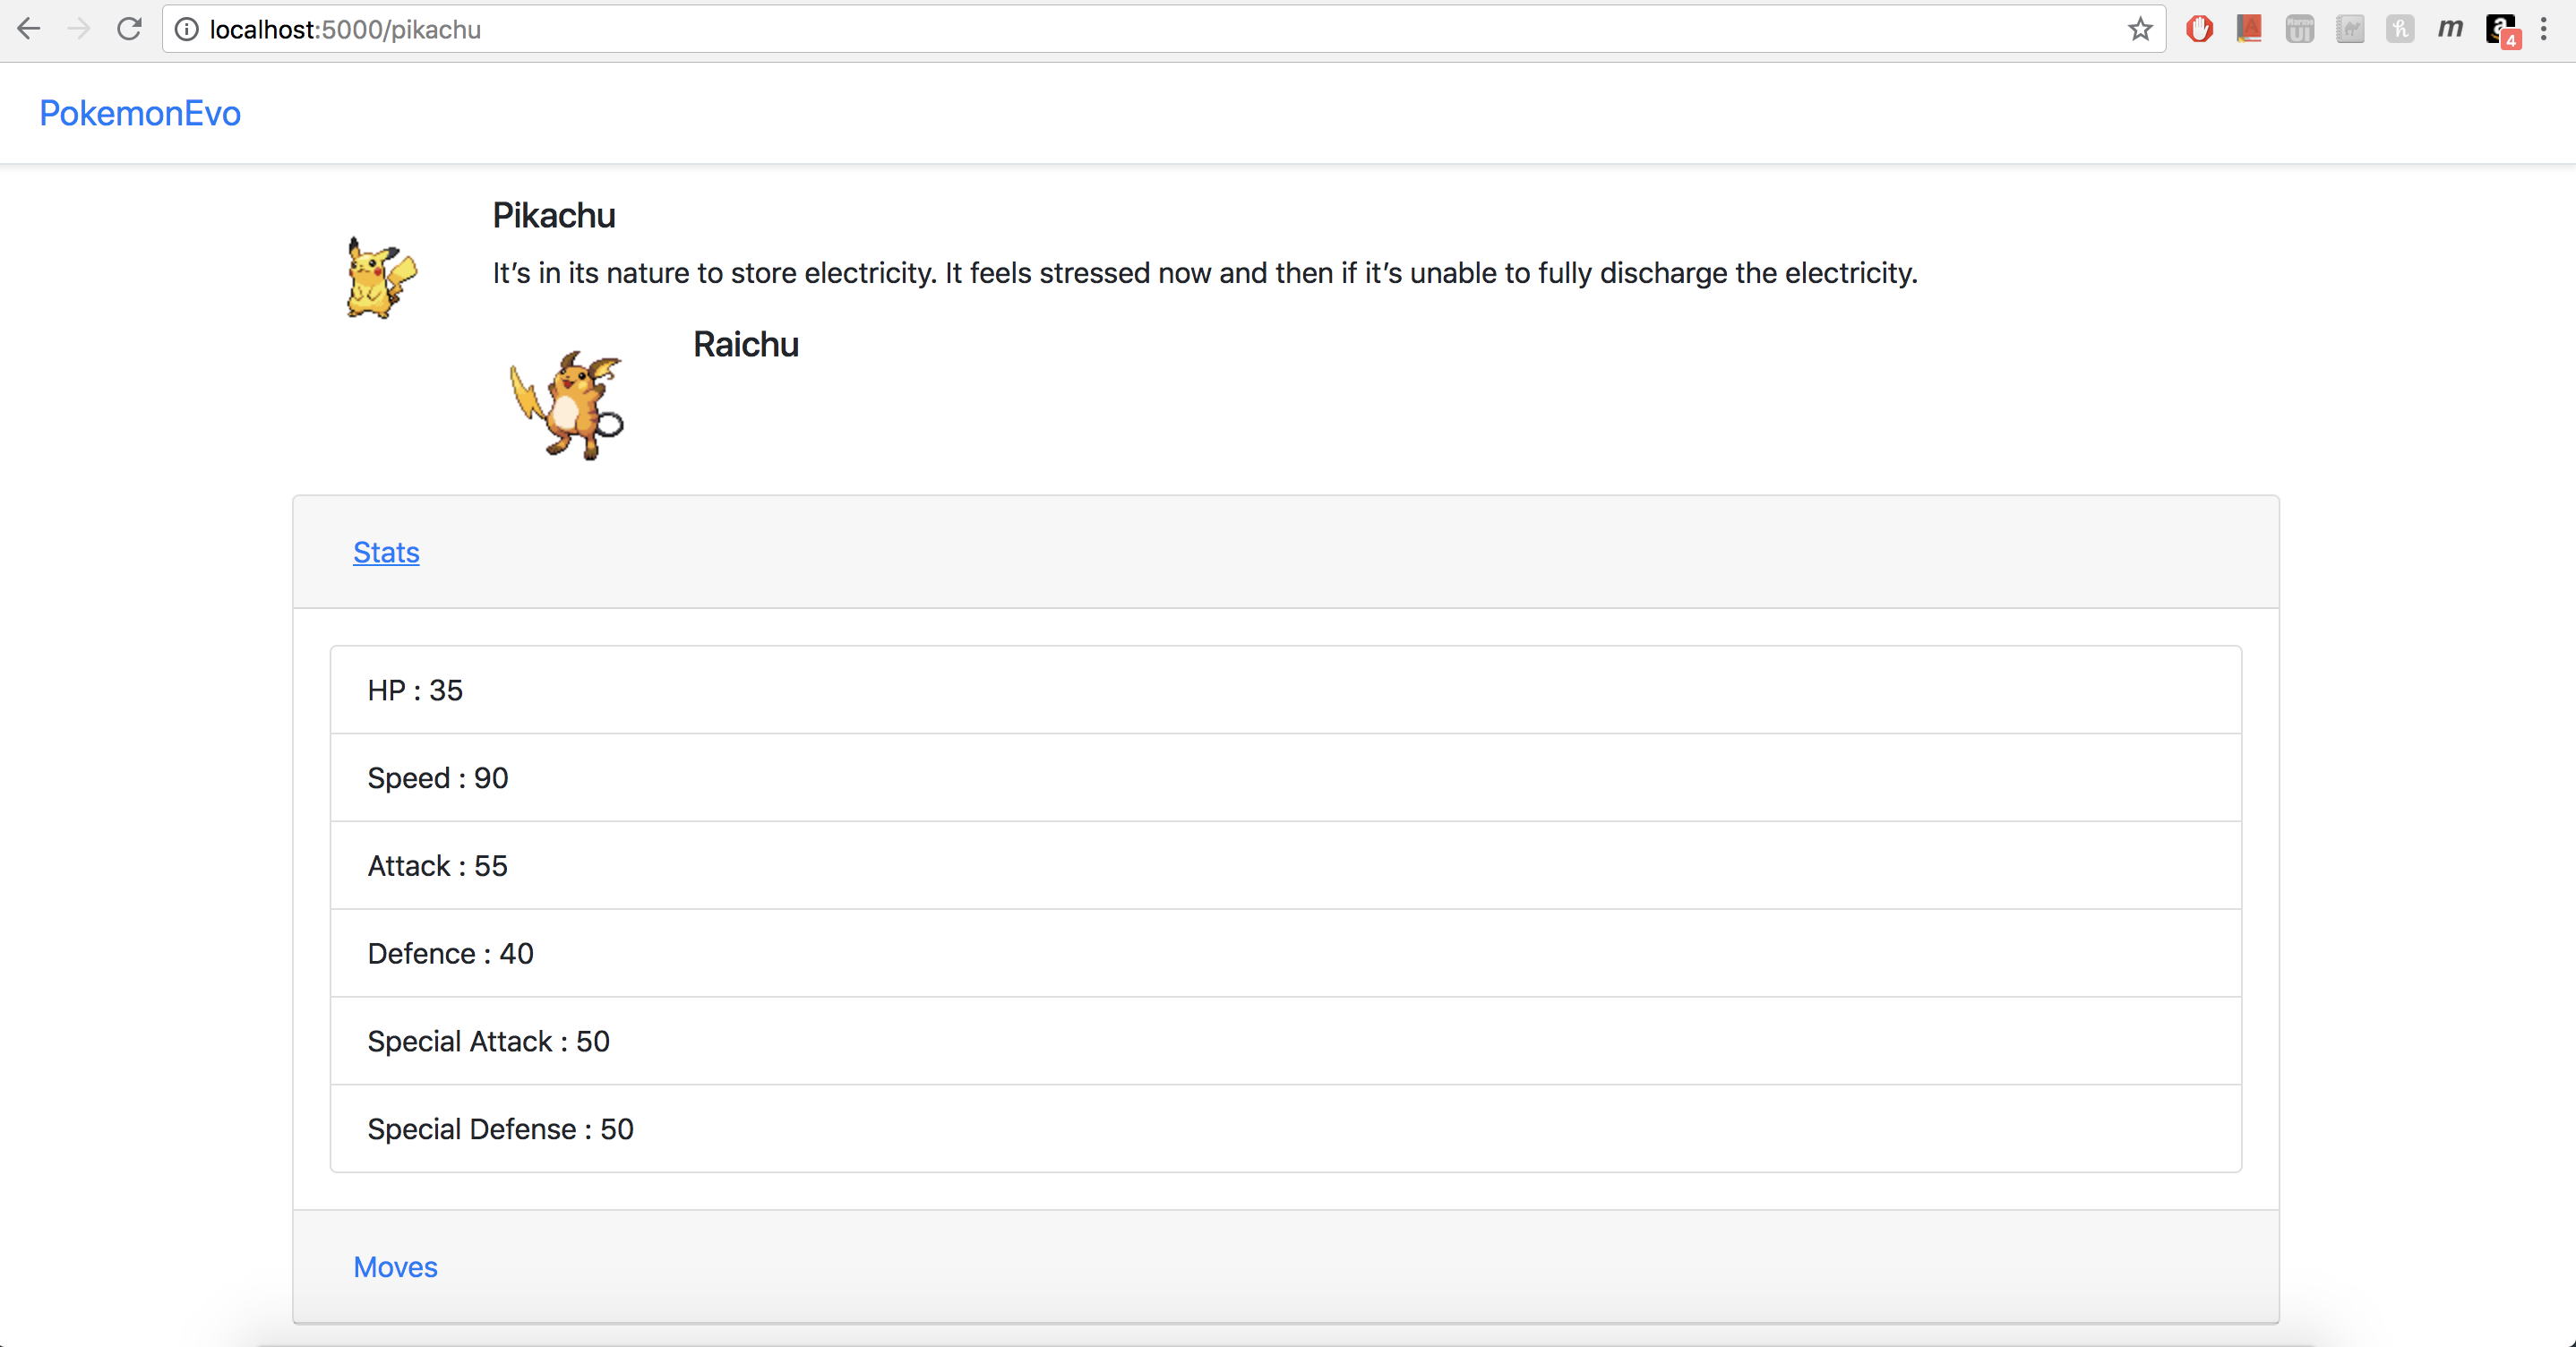 localhost:5000/pikachu
m
a
4
PokemonEvo
Pikachu
It’s in its nature to store electricity. It feels stressed now and then if it’s unable to fully discharge the electricity.
Raichu
Stats
HP : 35
Speed : 90
Attack : 55
Defence : 40
Special Attack : 50
Special Defense : 50
Moves